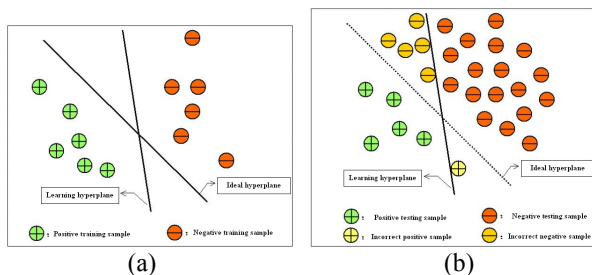 Learning hyperplane
Ideal hyperplane
: Positive training sample
: Negative training sample
(a)
Learning hyperplane
Ideal hyperplane
: Positive testing sample
: Negative testing sample
: Incorrect positive sample
: Incorrect negative sample
(b)